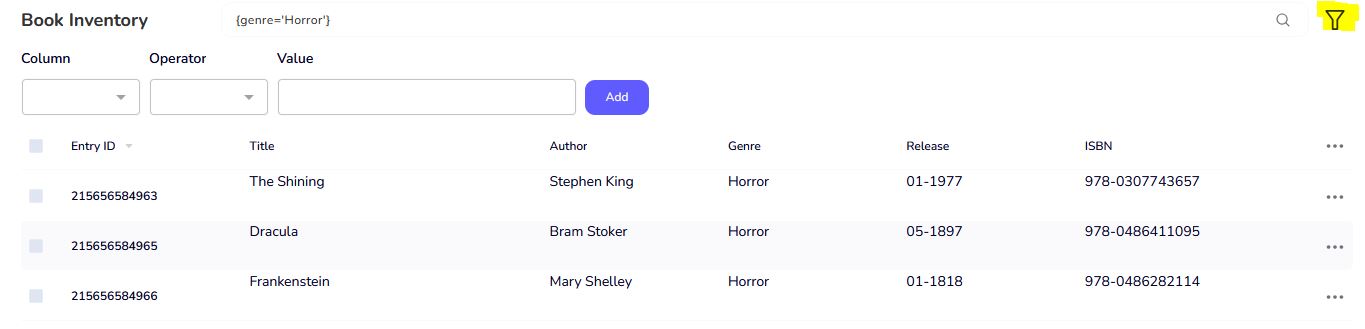 Book Inventory {genre='Horror'}
Column Operator Value
Add
Entry ID Title Author Genre Release ISBN
215656584963 The Shining Stephen King Horror 01-1977 978-0307743657
215656584965 Dracula Bram Stoker Horror 05-1897 978-0486411095
215656584966 Frankenstein Mary Shelley Horror 01-1818 978-0486282114